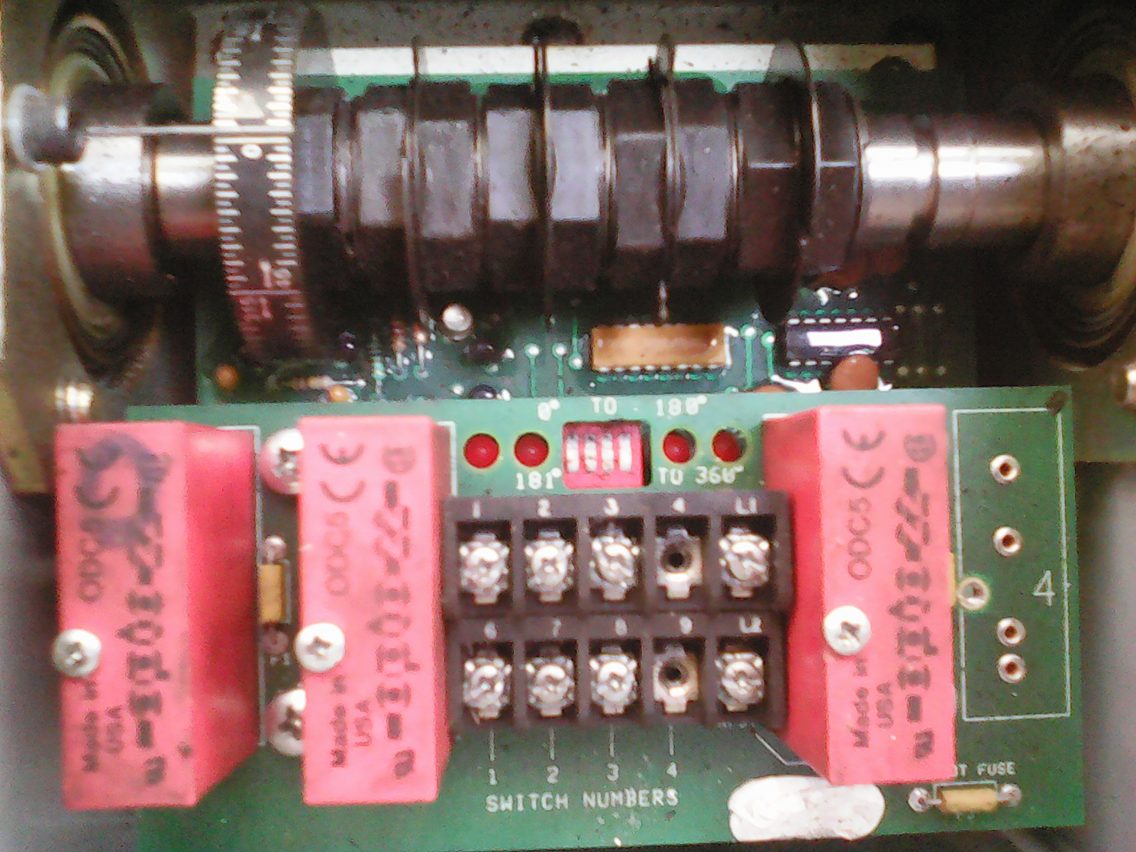 0° TO - 180°
181° TO 360°
1 2 3 4 L1
6 7 8 9 L2
1 2 3 4
SWITCH NUMBERS
ODC5
Made in
USA
ODC5
Made in
USA
ODC5
Made in
USA
4
FUSE